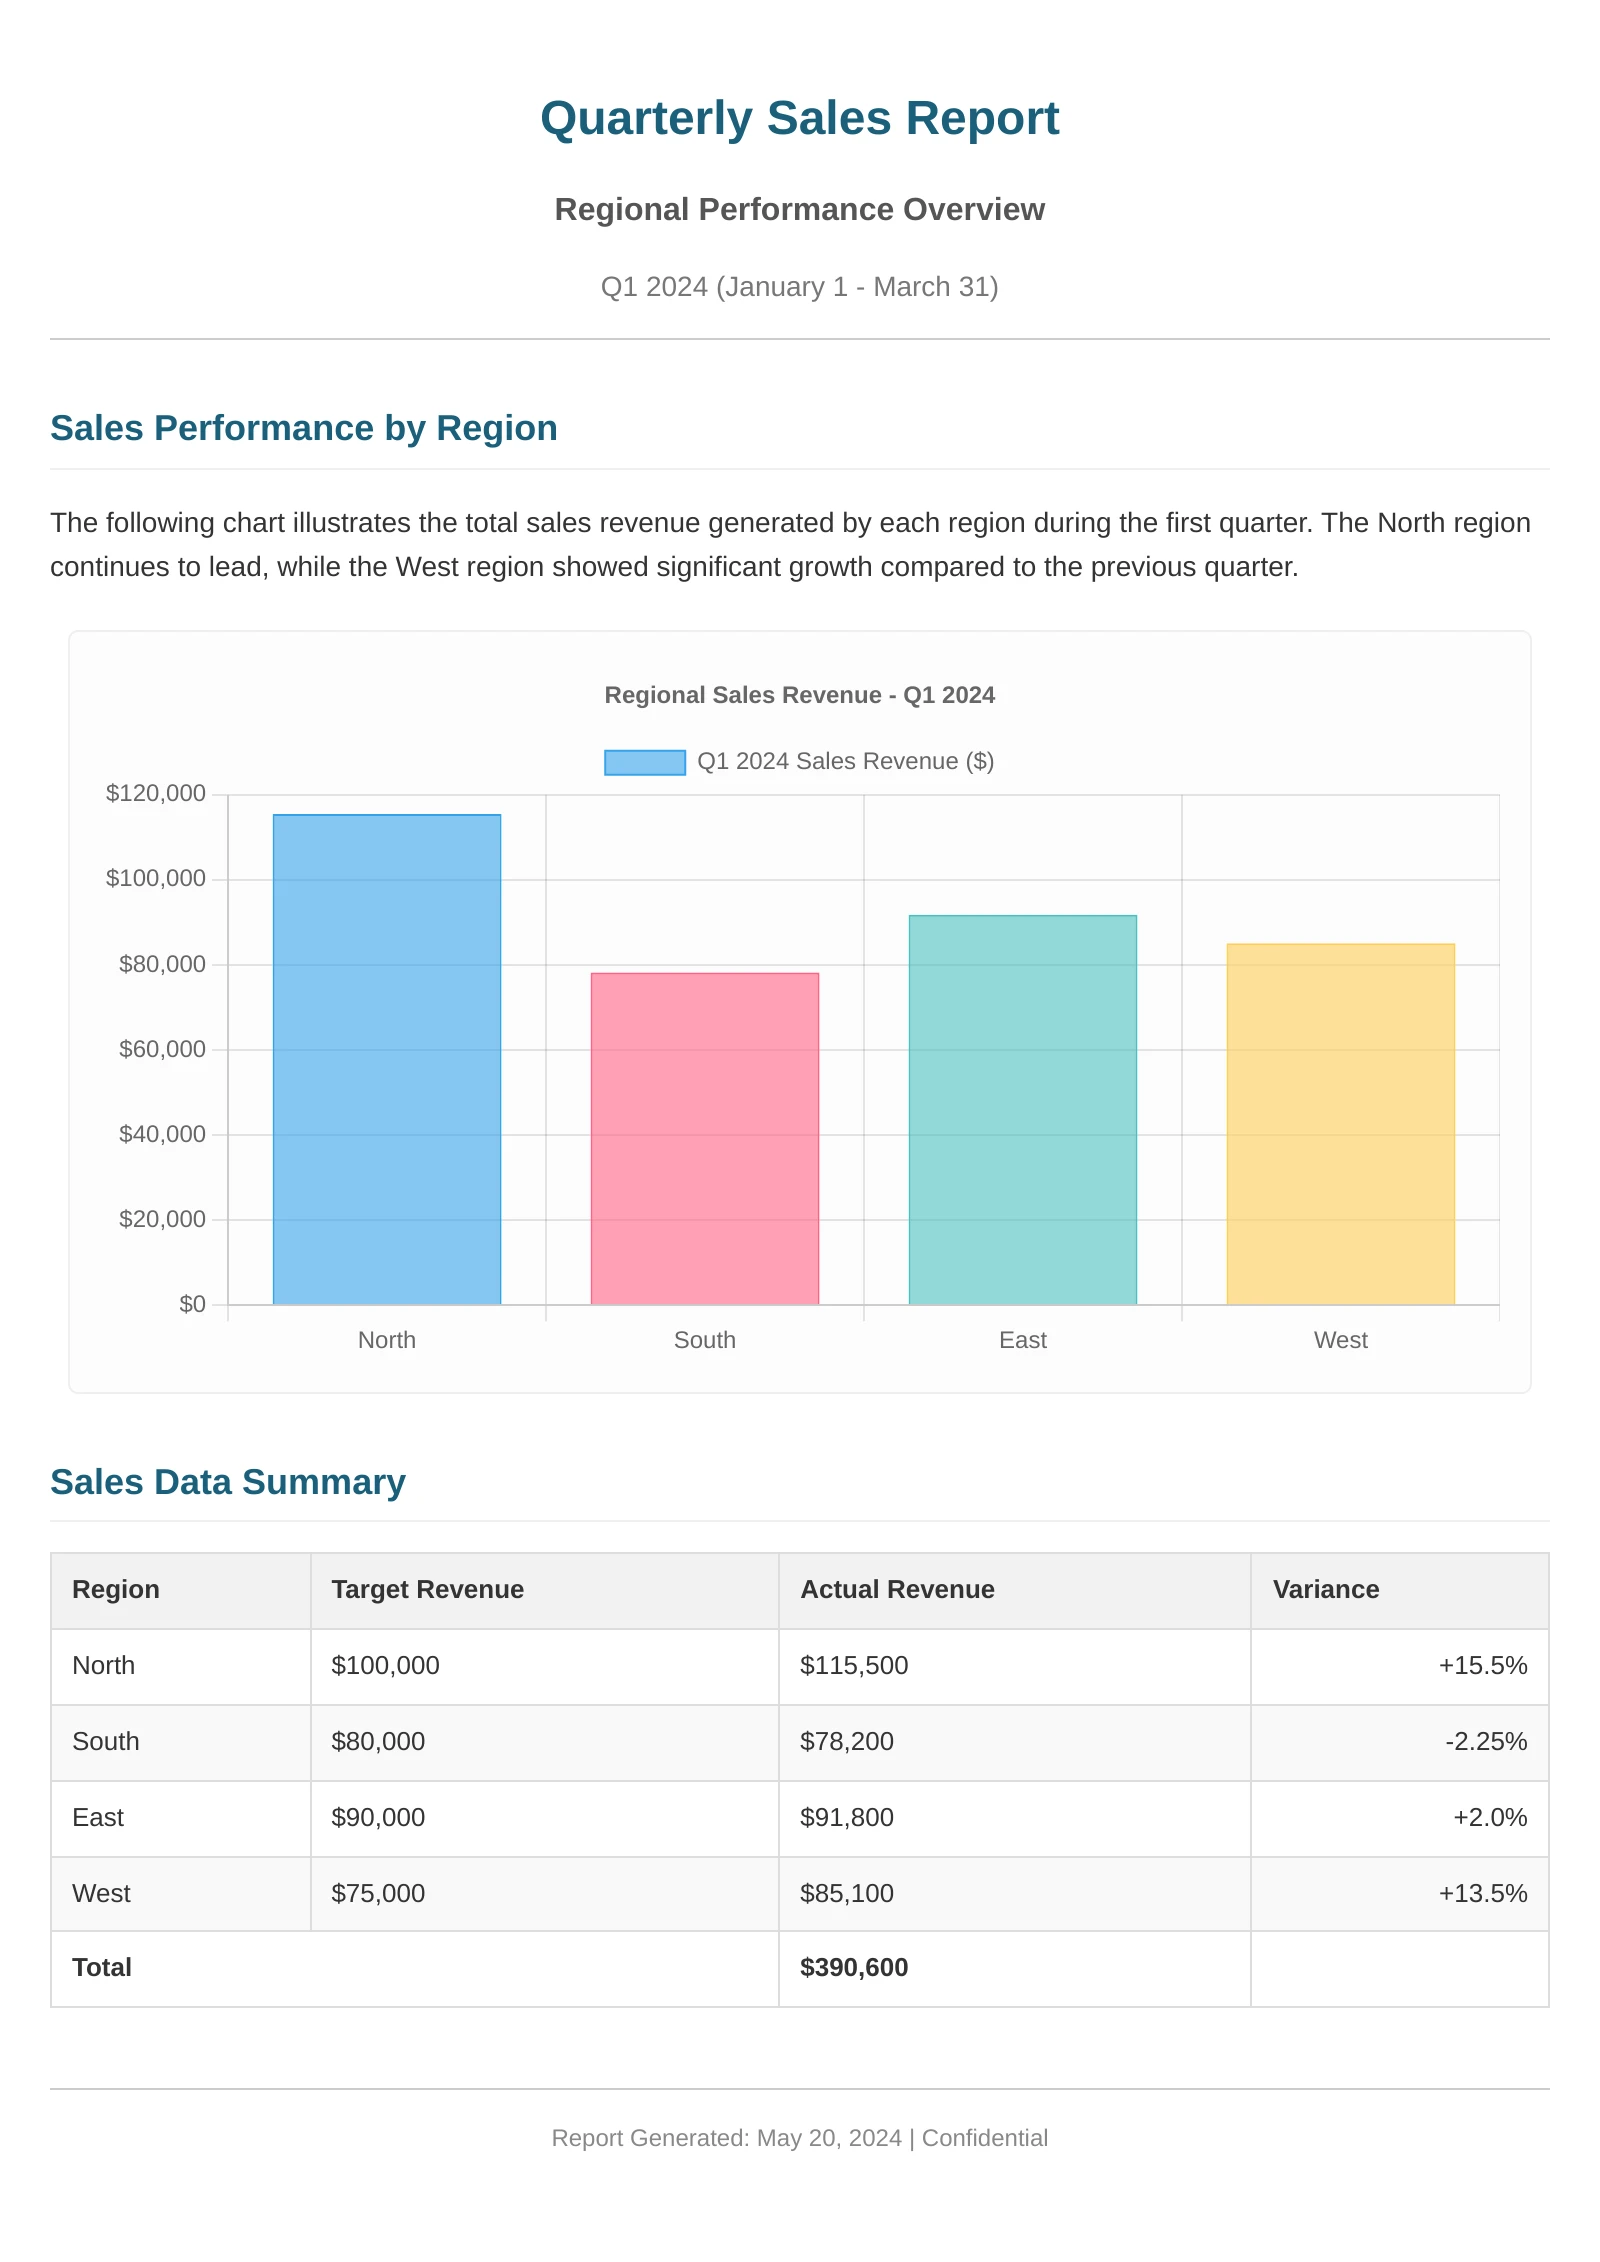 Quarterly Sales Report
Regional Performance Overview
Q1 2024 (January 1 - March 31)
Sales Performance by Region
The following chart illustrates the total sales revenue generated by each region during the first quarter. The North region
continues to lead, while the West region showed significant growth compared to the previous quarter.
Regional Sales Revenue - Q1 2024
Q1 2024 Sales Revenue ($)
$120,000
$100,000
$80,000
$60,000
$40,000
$20,000
$0
North South East West
Sales Data Summary
Region Target Revenue Actual Revenue Variance
North $100,000 $115,500 +15.5%
South $80,000 $78,200 -2.25%
East $90,000 $91,800 +2.0%
West $75,000 $85,100 +13.5%
Total $390,600
Report Generated: May 20, 2024 | Confidential